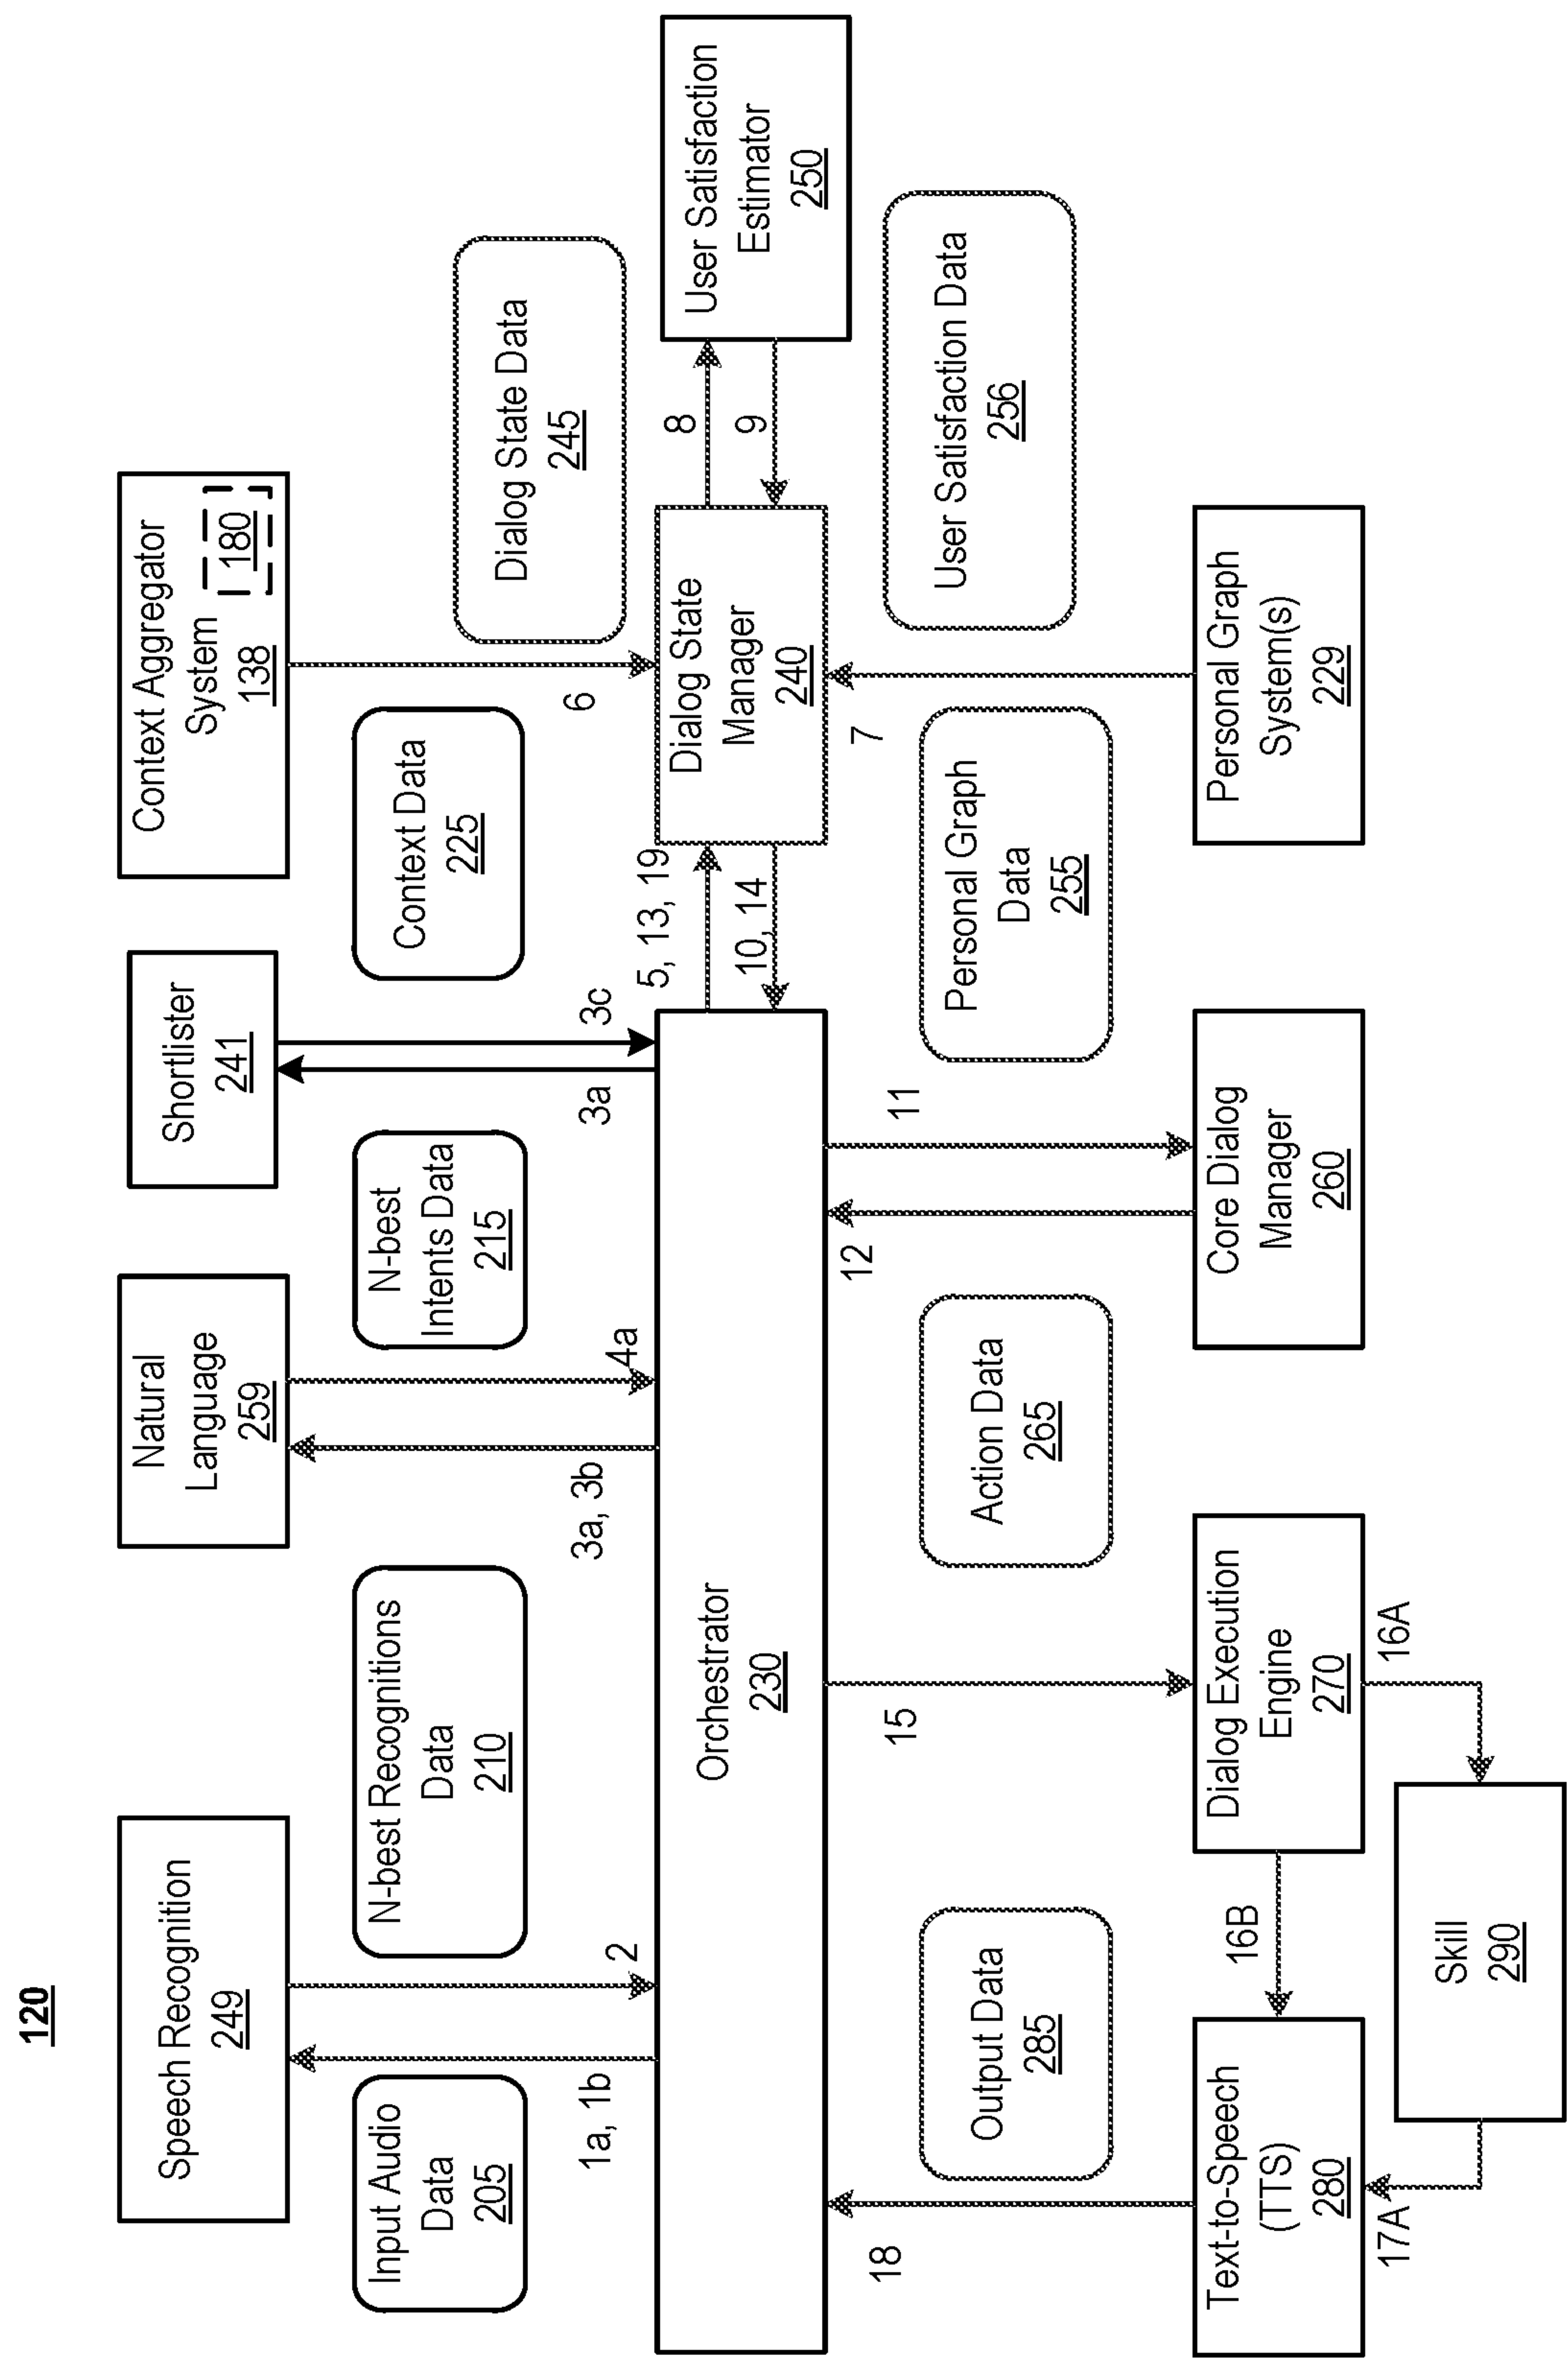 120
Speech Recognition
249
Natural
Language
259
Shortlister
241
Context Aggregator
System
138
180
Input Audio
Data
205
N-best Recognitions
Data
210
N-best
Intents Data
215
Context Data
225
Dialog State Data
245
1a, 1b
2
3a, 3b
4a
3a
3c
6
Orchestrator
230
5, 13, 19
10, 14
Dialog State
Manager
240
8
9
User Satisfaction
Estimator
250
18
15
12
11
7
Output Data
285
Action Data
265
Personal Graph
Data
255
User Satisfaction Data
256
Text-to-Speech
(TTS)
280
16B
Dialog Execution
Engine
270
Core Dialog
Manager
260
Personal Graph
System(s)
229
17A
16A
Skill
290